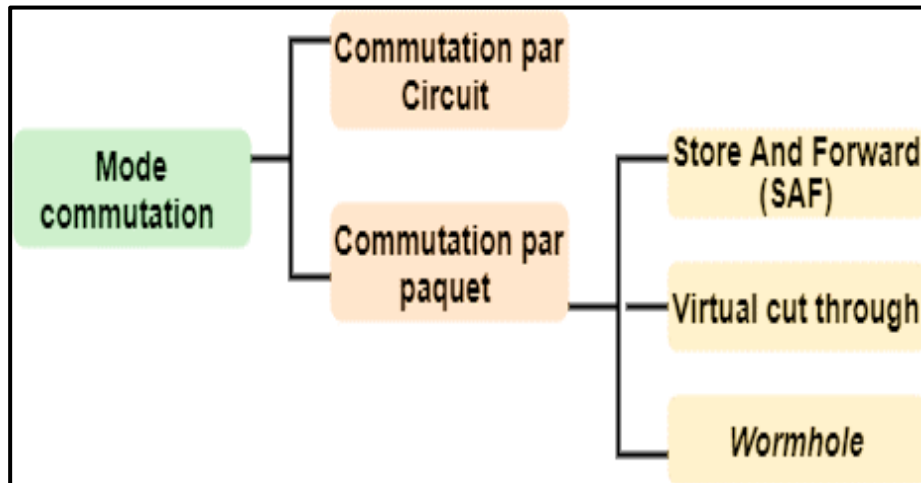 Mode
commutation
Commutation par
Circuit
Commutation par
paquet
Store And Forward
(SAF)
Virtual cut through
Wormhole